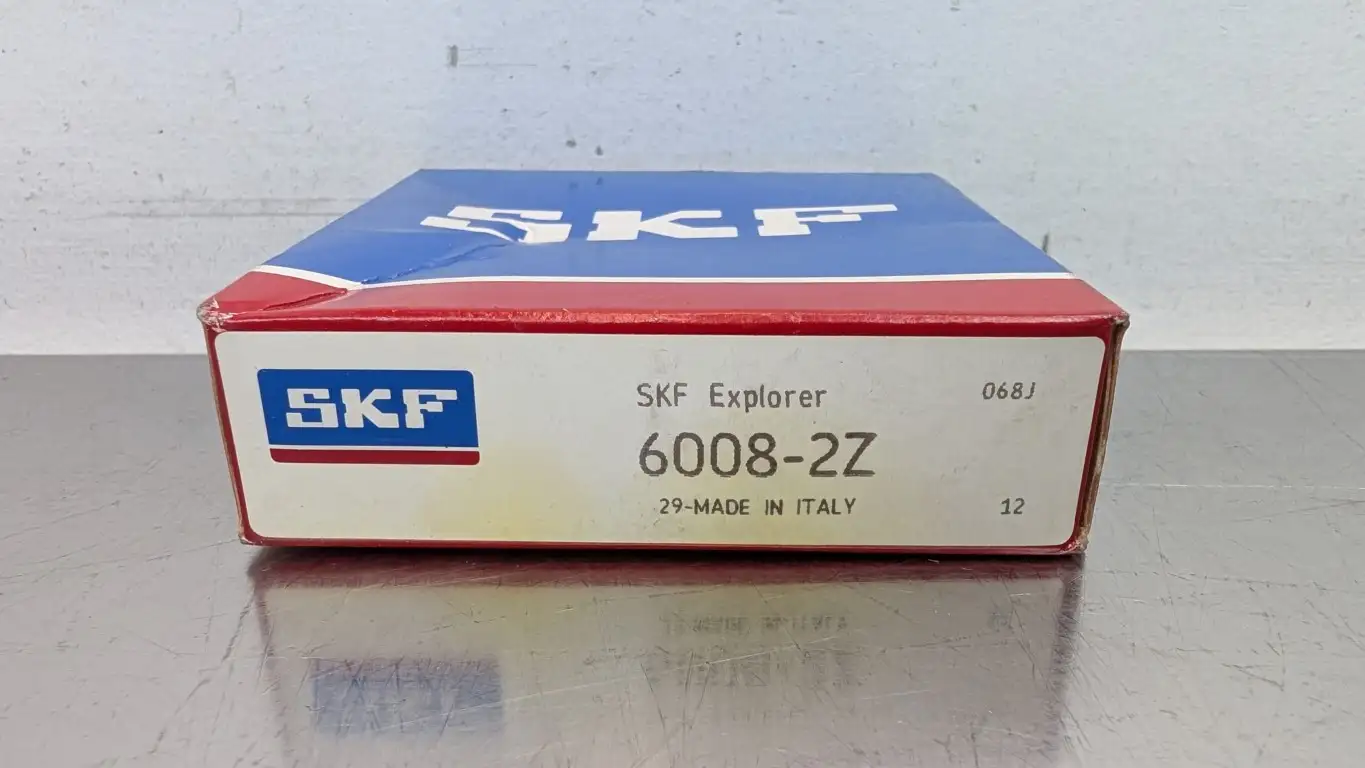 SKF
SKF
SKF Explorer
068J
6008-2Z
29-MADE IN ITALY
12